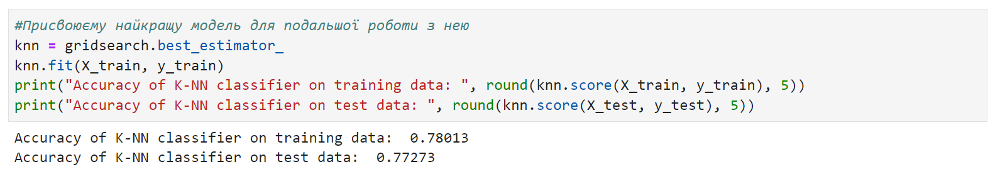 #Присвоюєму найкращу модель для подальшої роботи з нею
knn = gridsearch.best_estimator_
knn.fit(X_train, y_train)
print("Accuracy of K-NN classifier on training data: ", round(knn.score(X_train, y_train), 5))
print("Accuracy of K-NN classifier on test data: ", round(knn.score(X_test, y_test), 5))
Accuracy of K-NN classifier on training data:  0.78013
Accuracy of K-NN classifier on test data:  0.77273